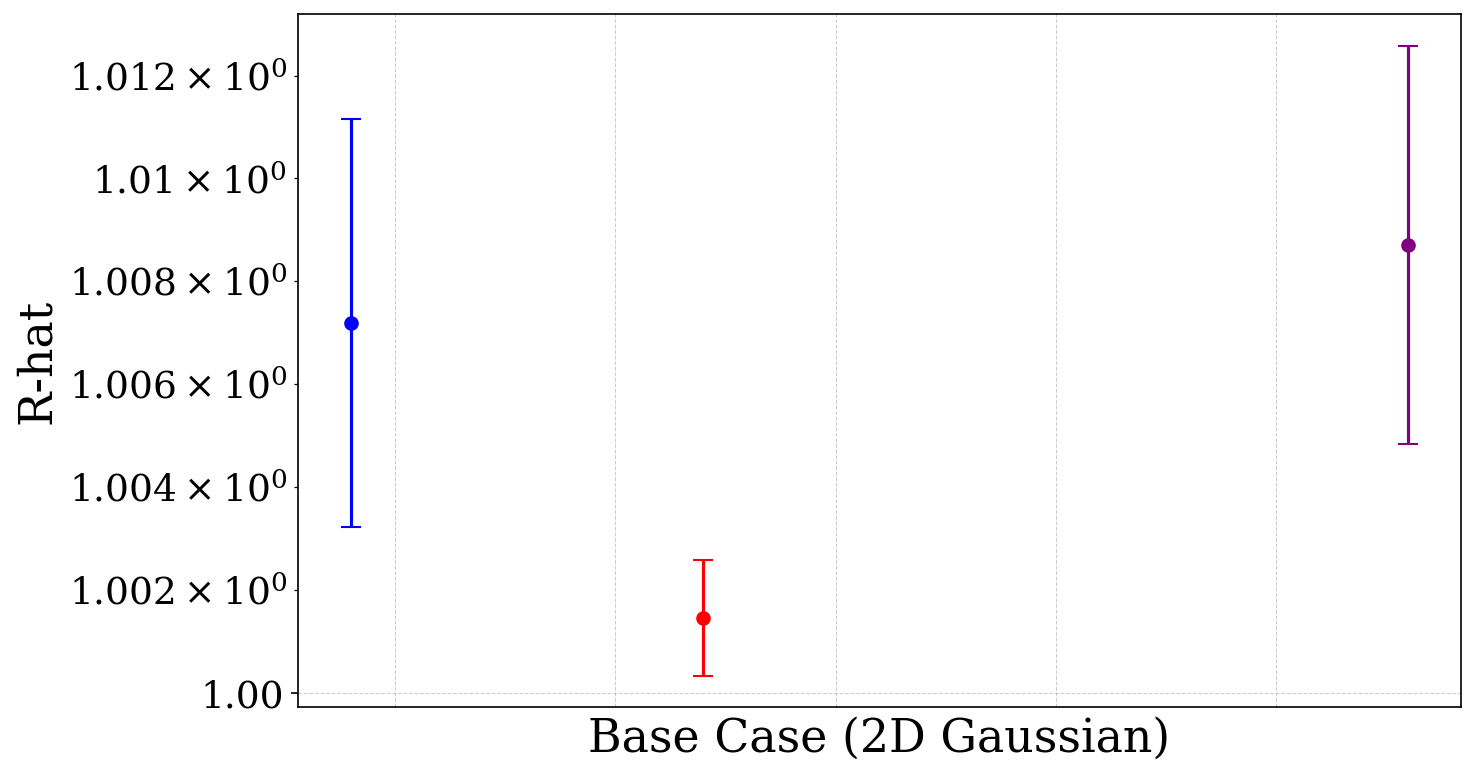 R-hat
1.012 × 10⁰
1.01 × 10⁰
1.008 × 10⁰
1.006 × 10⁰
1.004 × 10⁰
1.002 × 10⁰
1.00
Base Case (2D Gaussian)